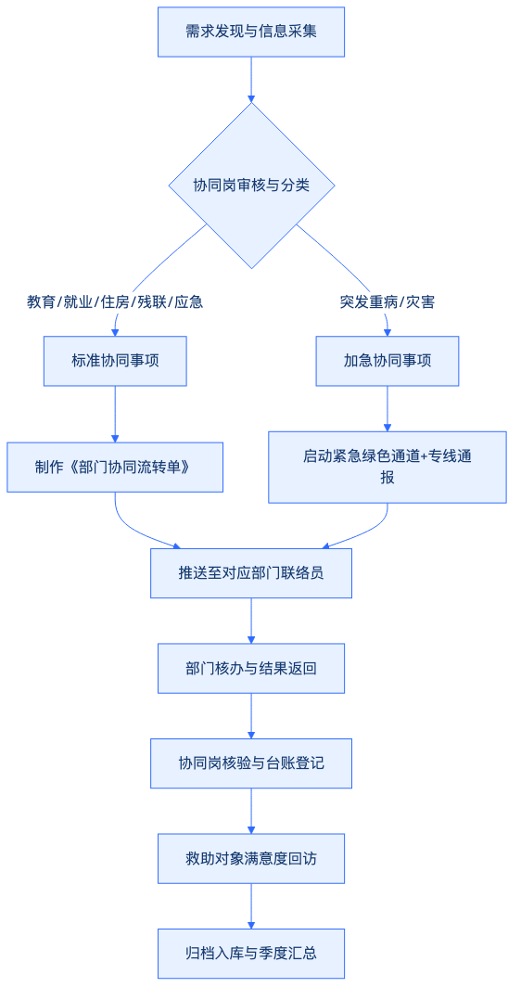 需求发现与信息采集
协同岗审核与分类
教育/就业/住房/残联/应急
突发重病/灾害
标准协同事项
加急协同事项
制作《部门协同流转单》
启动紧急绿色通道+专线通
报
推送至对应部门联络员
部门核办与结果返回
协同岗核验与台账登记
救助对象满意度回访
归档入库与季度汇总